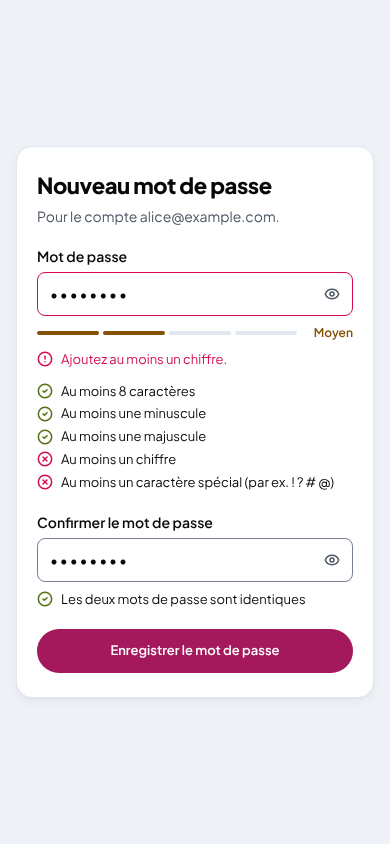 Nouveau mot de passe
Pour le compte alice@example.com.
Mot de passe
••••••••
Moyen
Ajoutez au moins un chiffre.
Au moins 8 caractères
Au moins une minuscule
Au moins une majuscule
Au moins un chiffre
Au moins un caractère spécial (par ex. ! ? # @)
Confirmer le mot de passe
••••••••
Les deux mots de passe sont identiques
Enregistrer le mot de passe